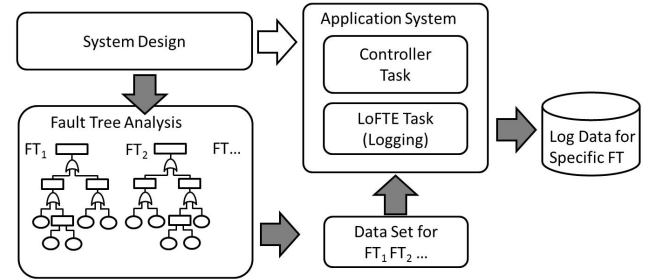 System Design
Application System
Controller
Task
LoFTE Task
(Logging)
Fault Tree Analysis
FT1
FT2
FT...
Log Data for
Specific FT
Data Set for
FT1 FT2 ...